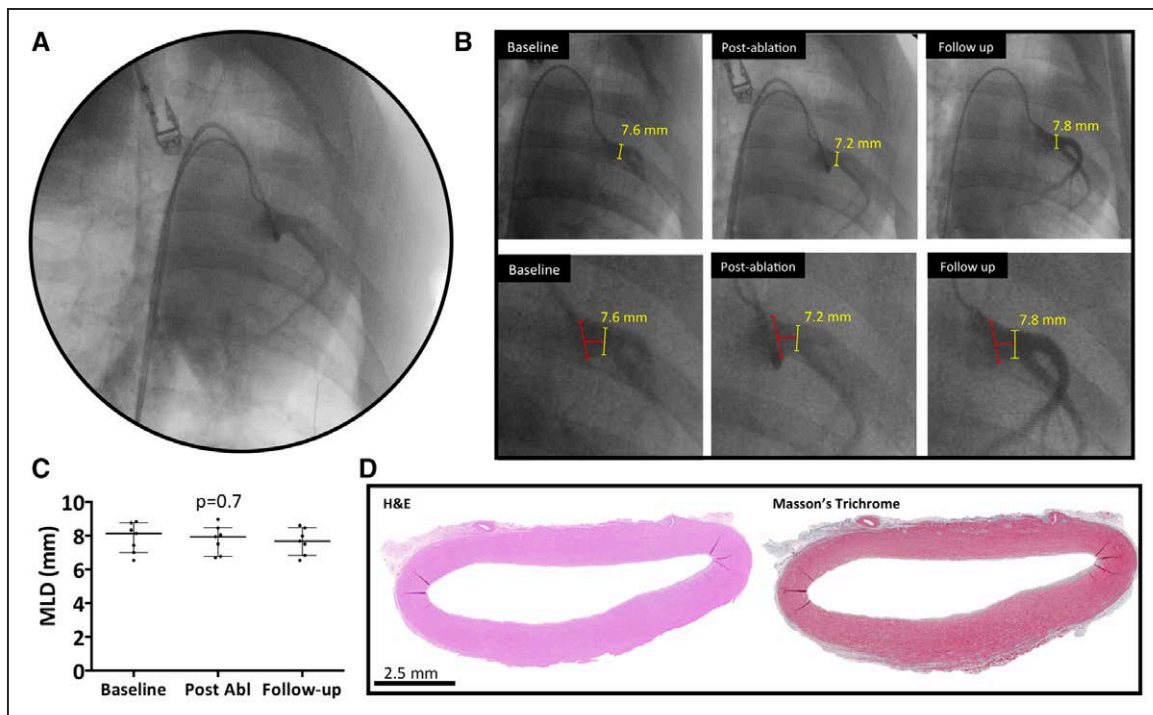 A
B
Baseline
Post-ablation
Follow up
7.6 mm
7.2 mm
7.8 mm
Baseline
Post-ablation
Follow up
7.6 mm
7.2 mm
7.8 mm
C
p=0.7
10
8
6
4
2
0
MLD (mm)
Baseline
Post Abl
Follow-up
D
H&E
Masson's Trichrome
2.5 mm